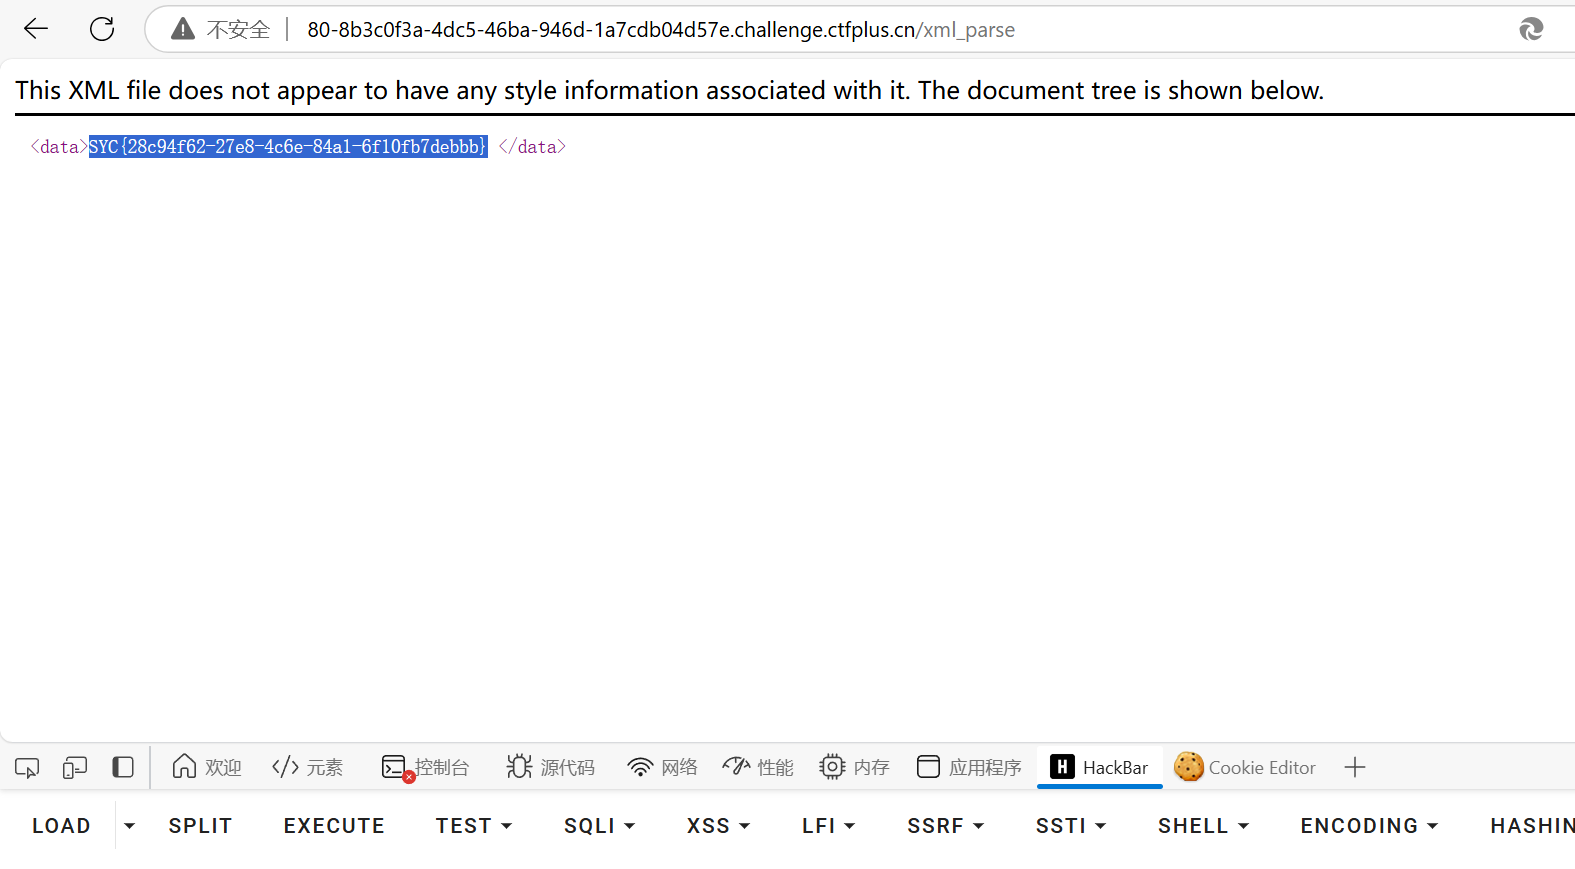 不安全 80-8b3c0f3a-4dc5-46ba-946d-1a7cdb04d57e.challenge.ctfplus.cn/xml_parse
This XML file does not appear to have any style information associated with it. The document tree is shown below.
<data>SYC{28c94f62-27e8-4c6e-84a1-6f10fb7debbb} </data>
欢迎 </> 元素 控制台 源代码 网络 性能 内存 应用程序 H HackBar Cookie Editor
LOAD SPLIT EXECUTE TEST SQLI XSS LFI SSRF SSTI SHELL ENCODING HASHIN